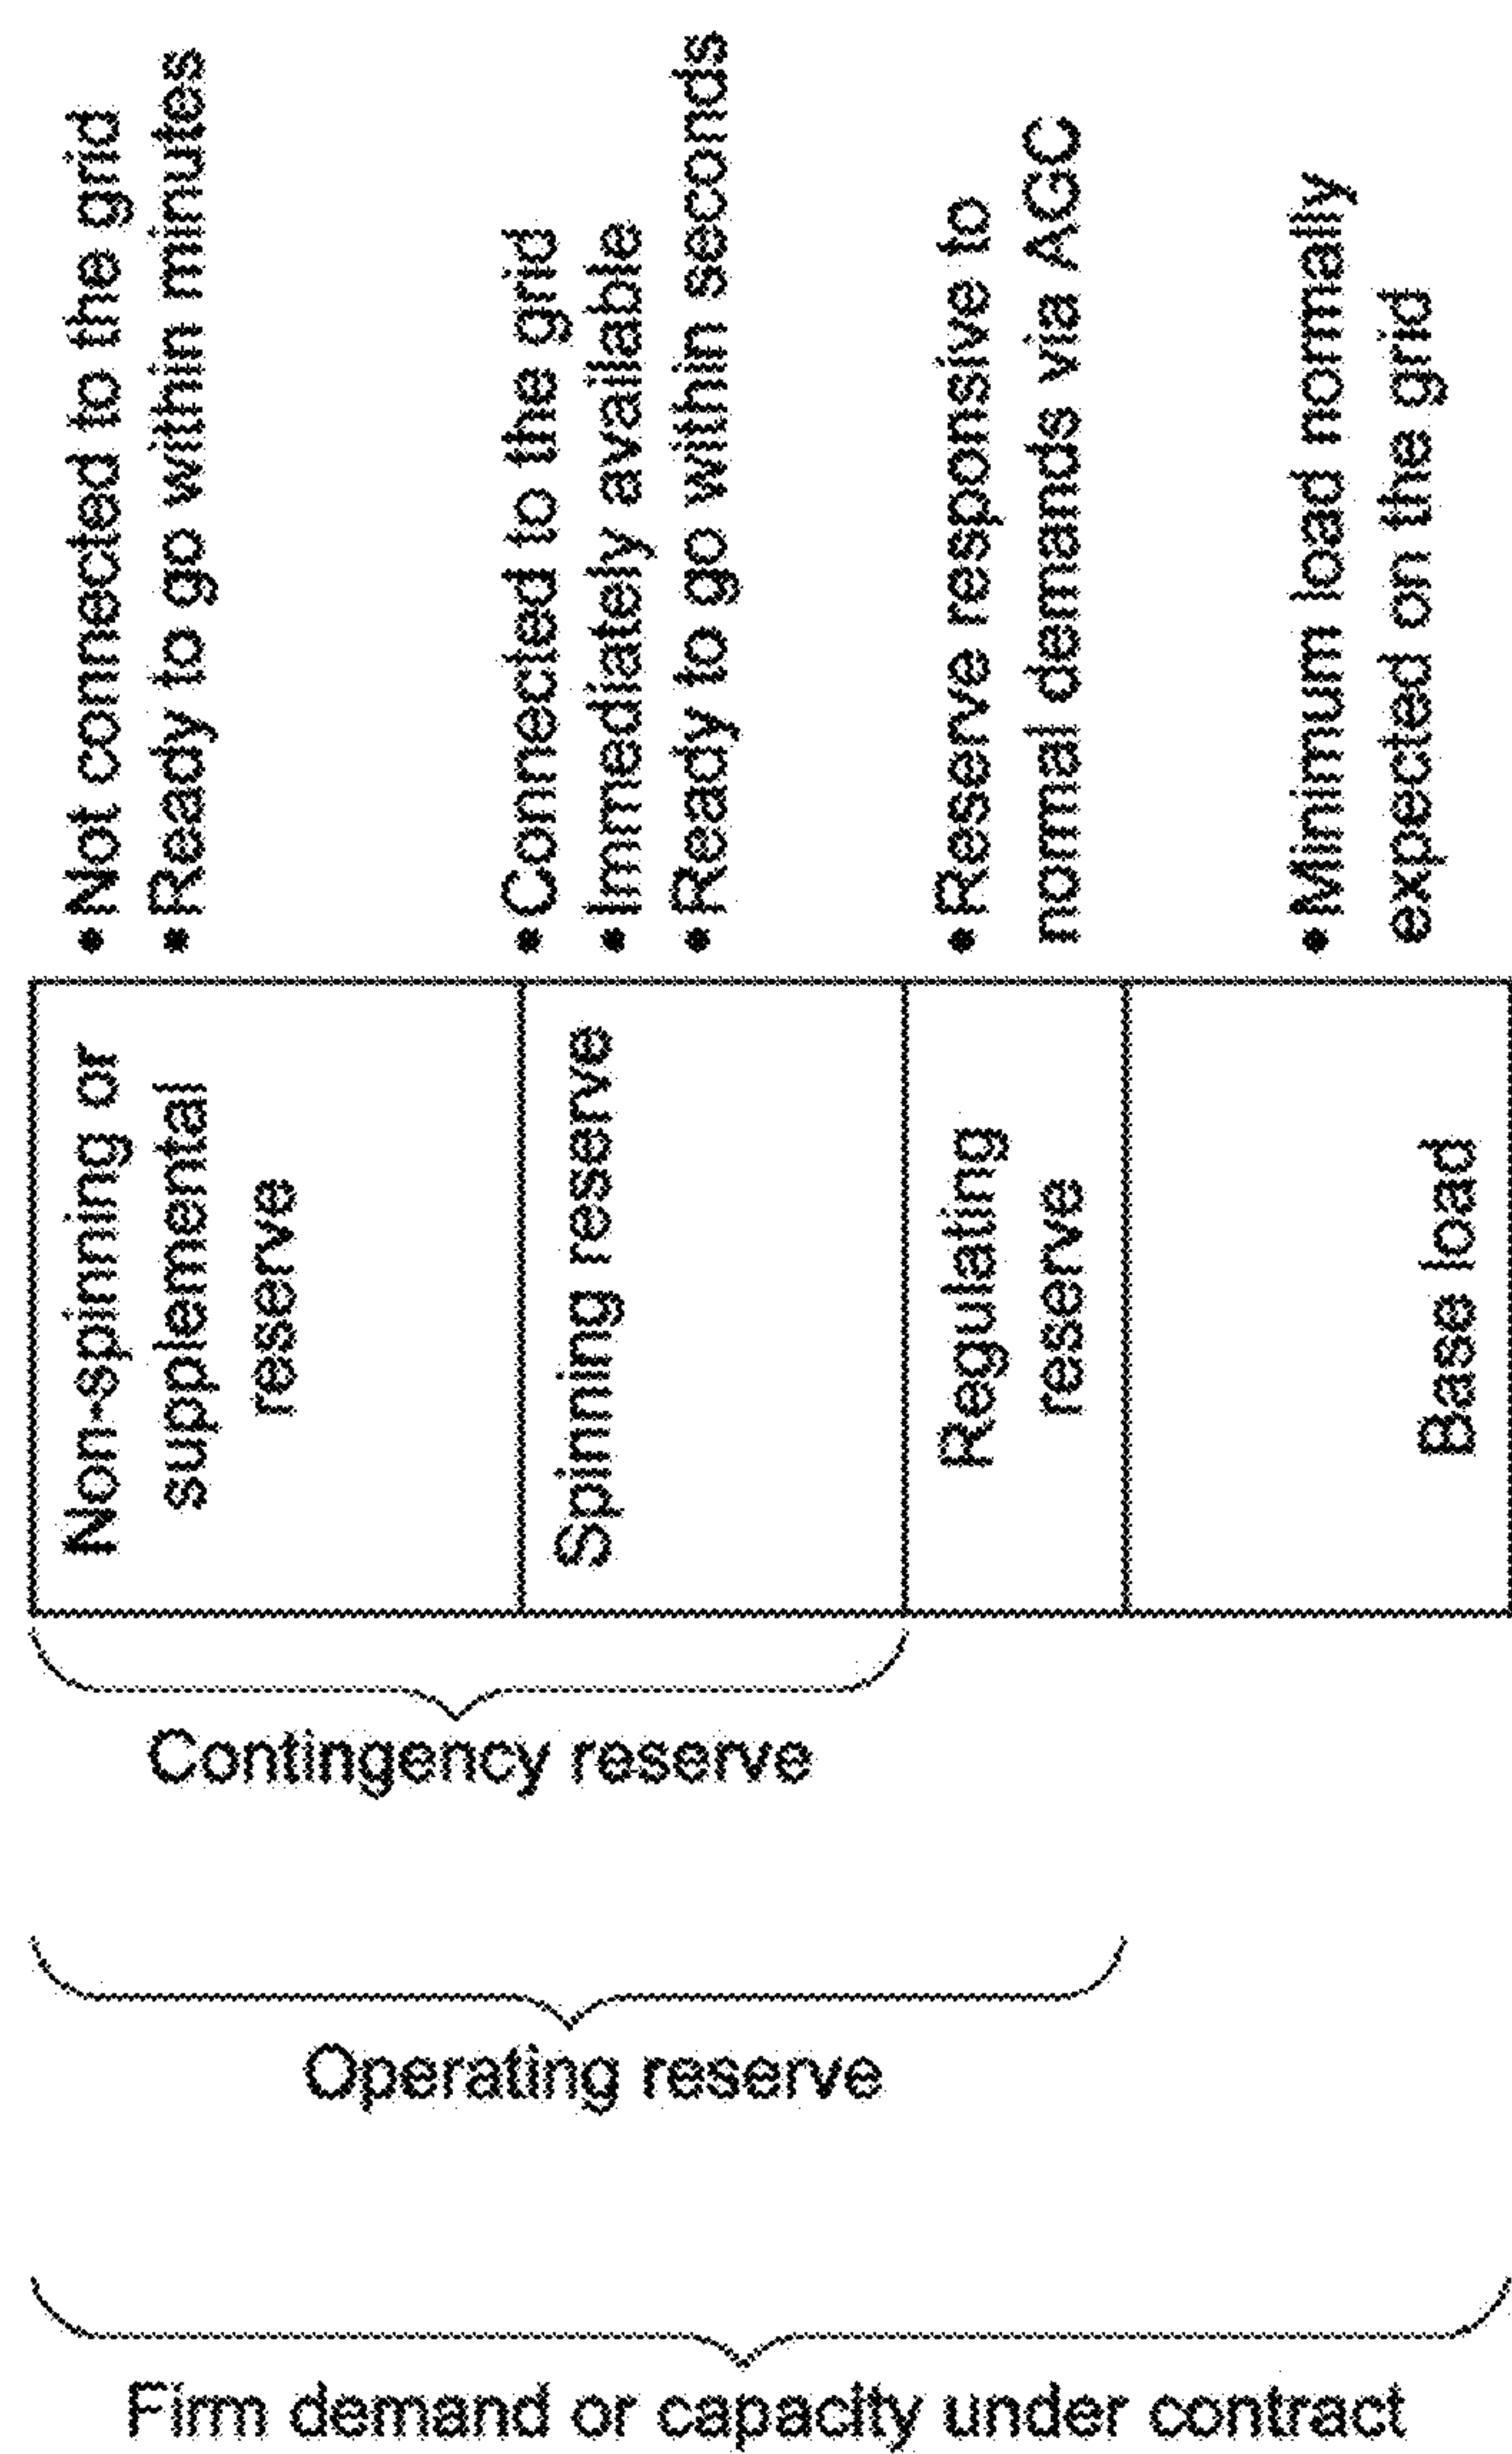 Non-spinning or
supplemental
reserve
•Not connected to the grid
•Ready to go within minutes
Spinning reserve
•Connected to the grid
•Immediately available
•Ready to go within seconds
Regulating
reserve
•Reserve responsive to
normal demands via AGC
Base load
•Minimum load normally
expected on the grid
Contingency reserve
Operating reserve
Firm demand or capacity under contract